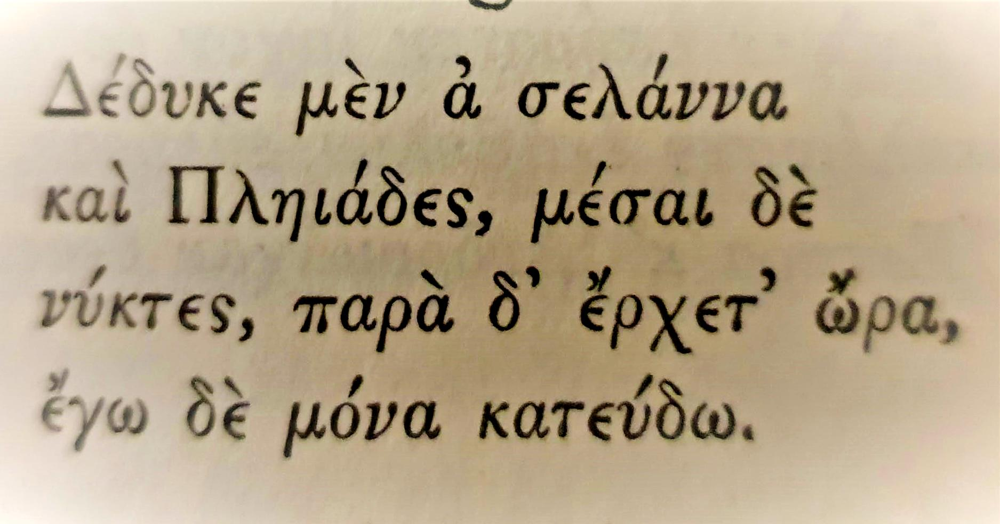 Δέδυκε μὲν ἀ σελάννα
καὶ Πληιάδες, μέσαι δὲ
νύκτες, παρὰ δ’ ἔρχετ’ ὤρα,
ἔγω δὲ μόνα κατεύδω.